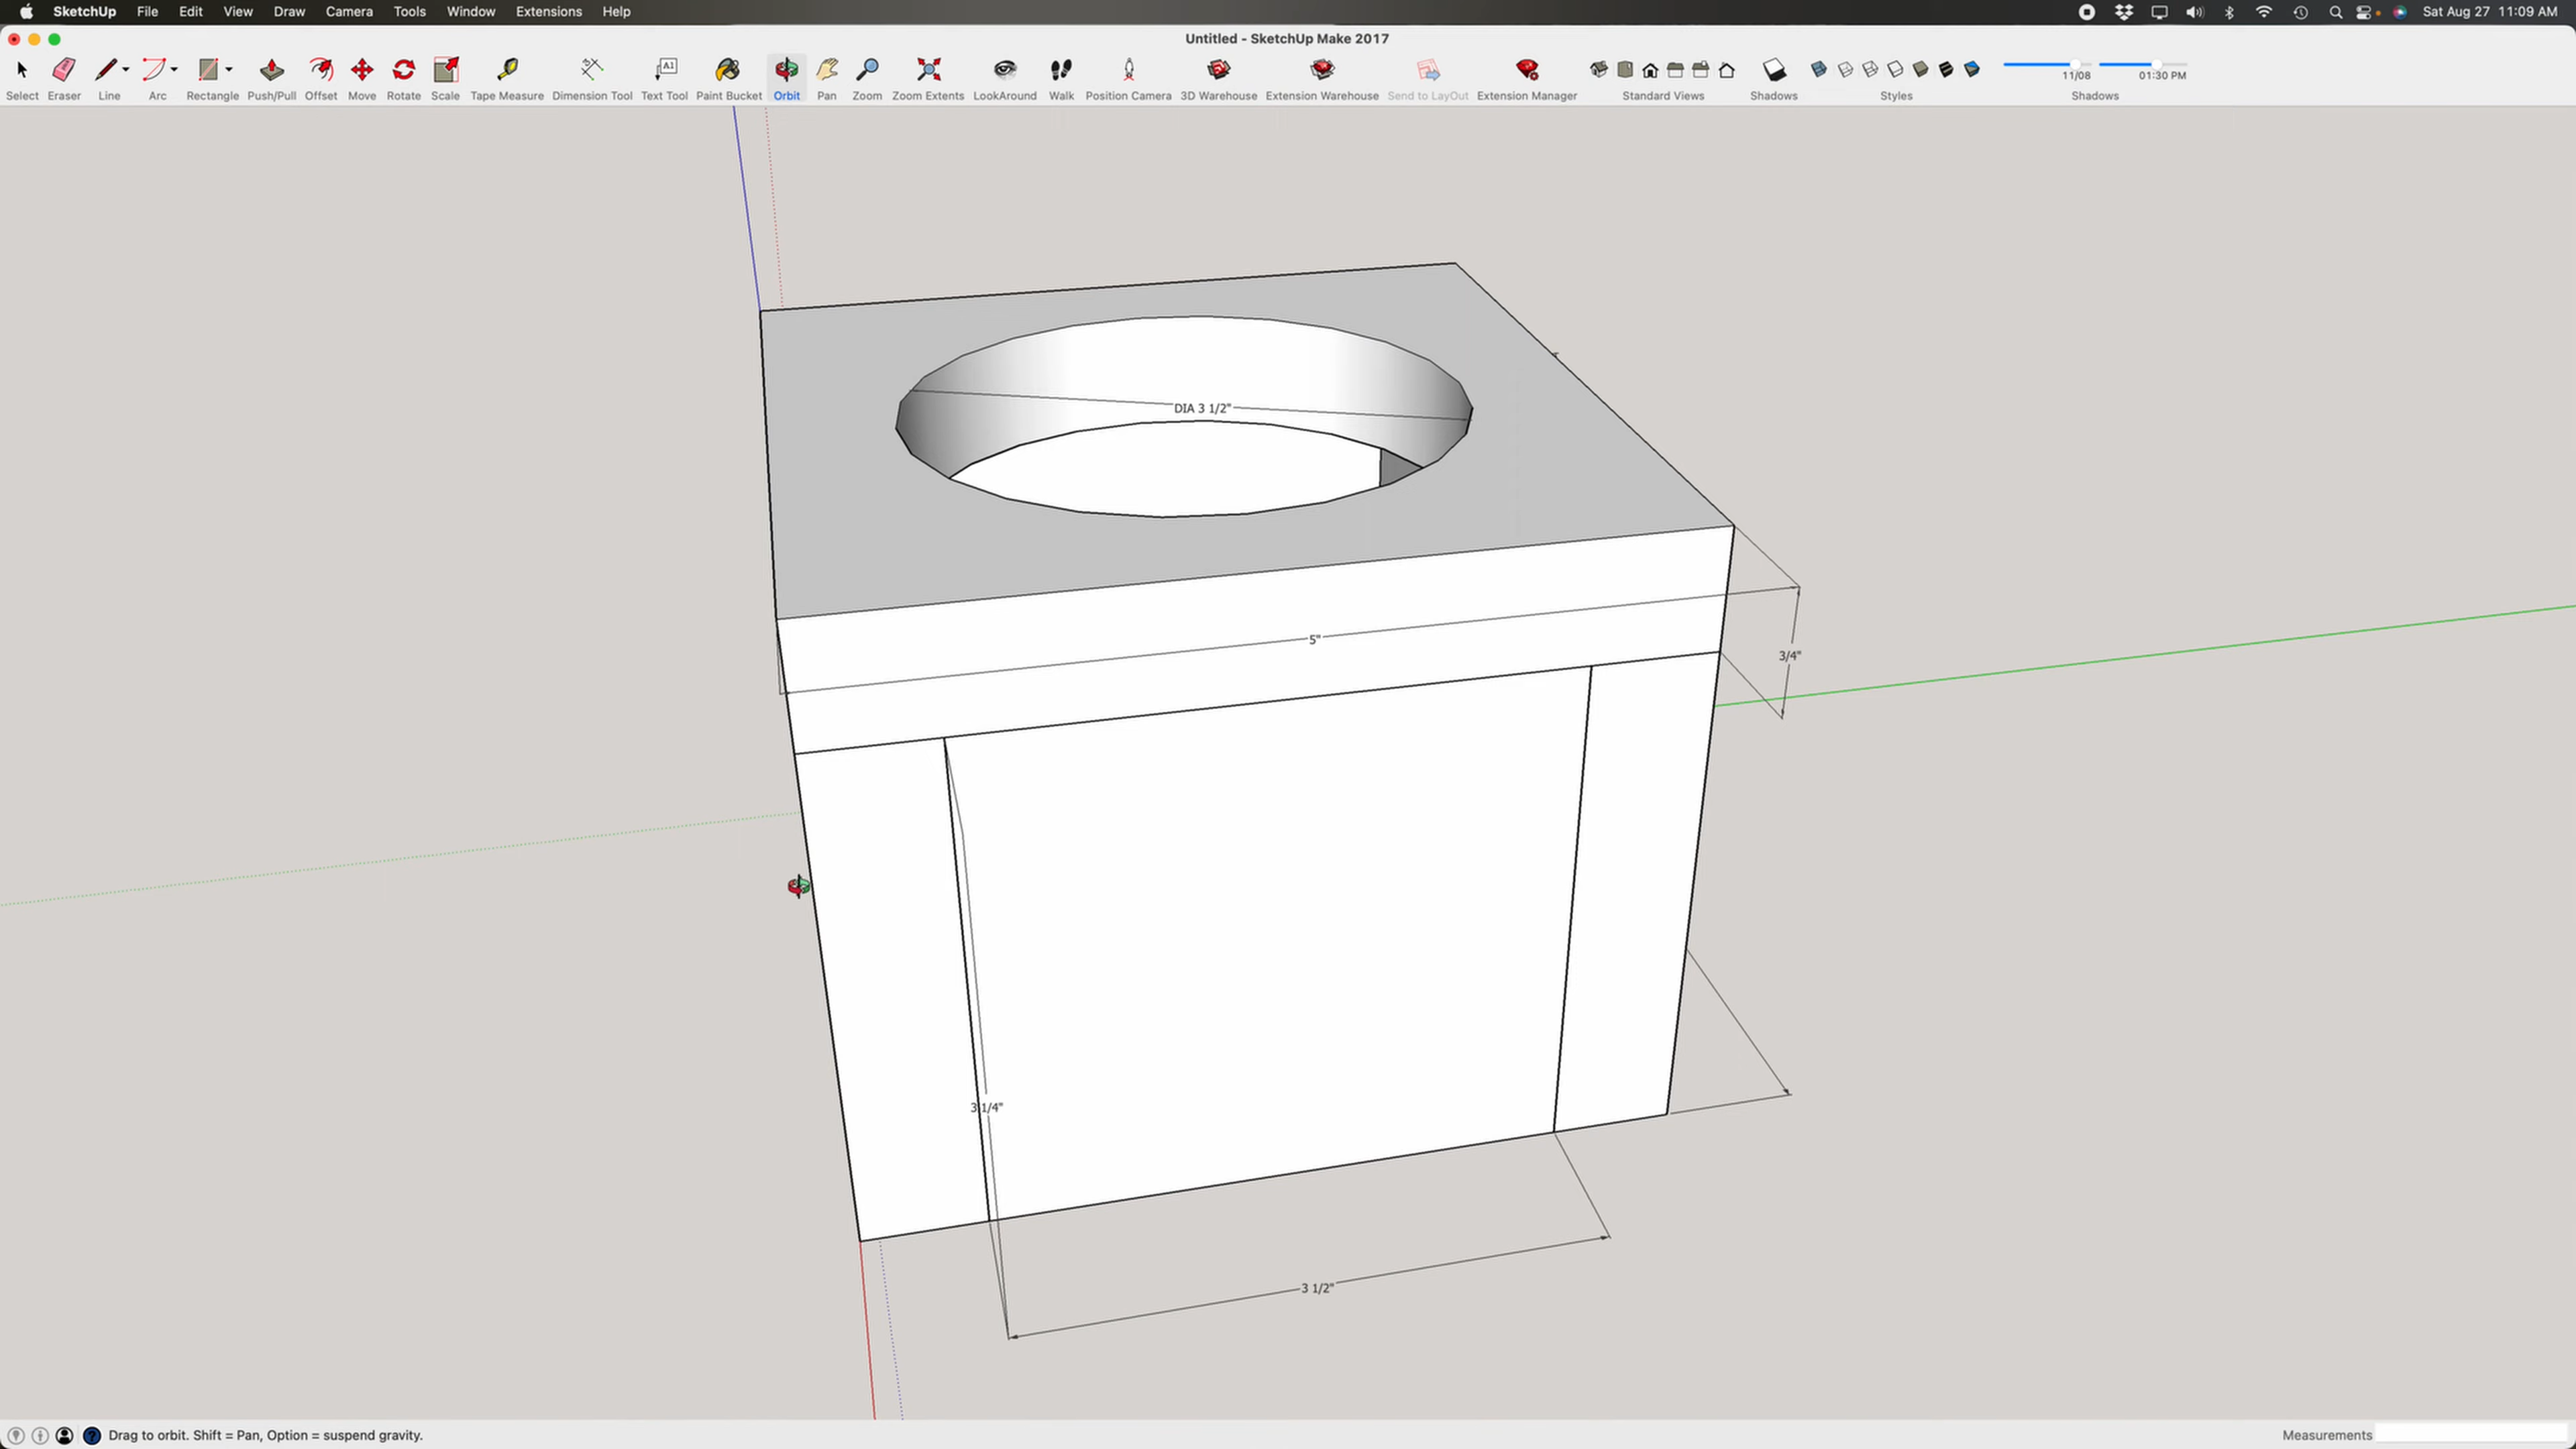 SketchUp File Edit View Draw Camera Tools Window Extensions Help Sat Aug 27 11:09 AM
Untitled - SketchUp Make 2017
A1
11/08 01:30 PM
Select Eraser Line Arc Rectangle Push/Pull Offset Move Rotate Scale Tape Measure Dimension Tool Text Tool Paint Bucket Orbit Pan Zoom Zoom Extents LookAround Walk Position Camera 3D Warehouse Extension Warehouse Send to LayOut Extension Manager Standard Views Shadows Styles Shadows
DIA 3 1/2"
5"
3/4"
3 1/4"
3 1/2"
? Drag to orbit. Shift = Pan, Option = suspend gravity. Measurements